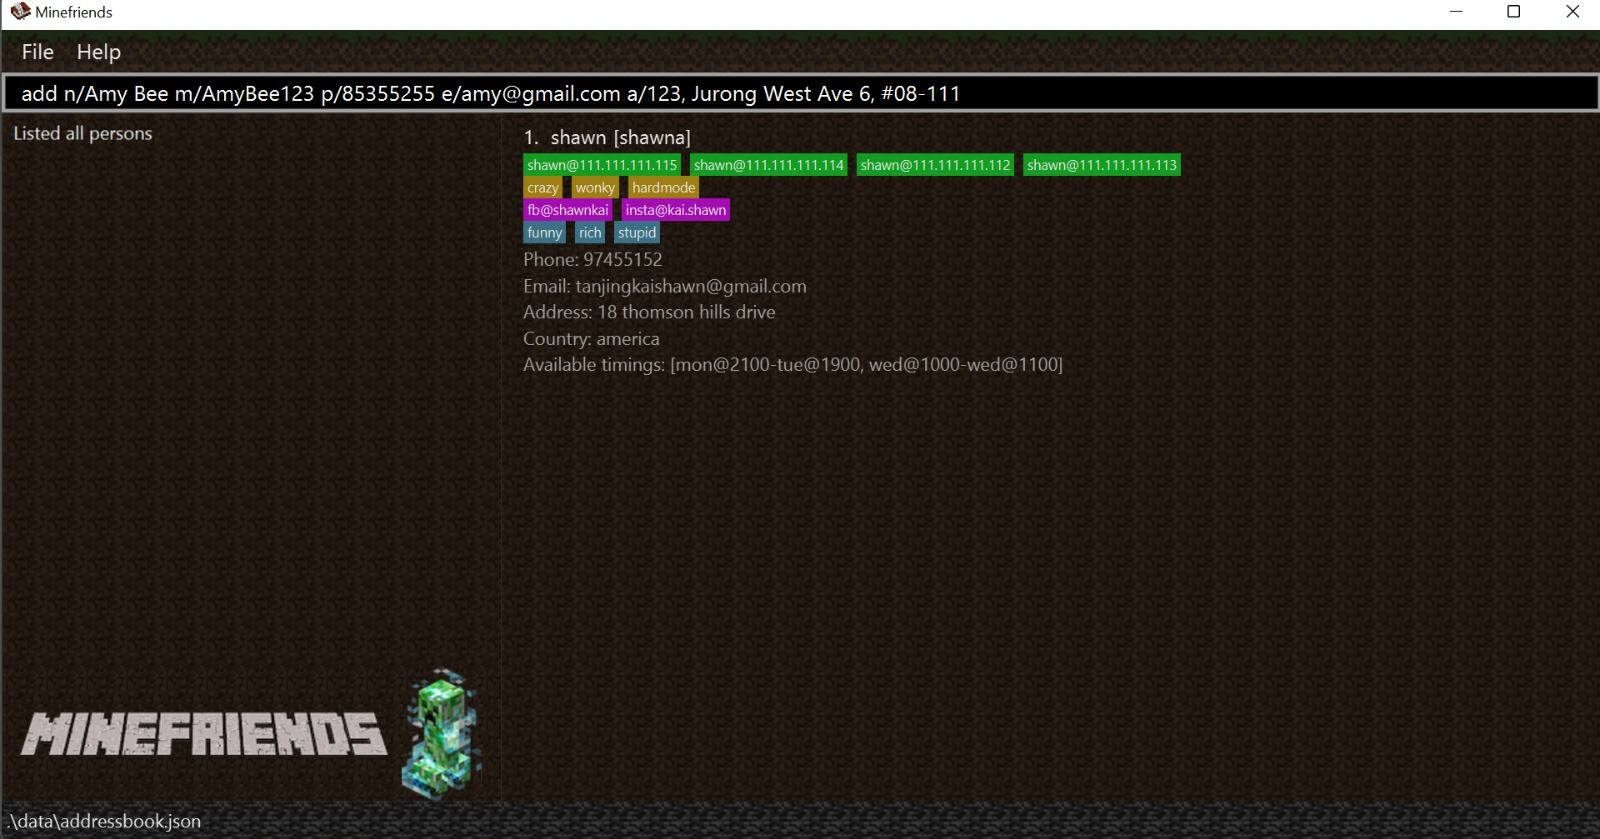 Minefriends
File Help
add n/Amy Bee m/AmyBee123 p/85355255 e/amy@gmail.com a/123, Jurong West Ave 6, #08-111
Listed all persons
1. shawn [shawna]
shawn@111.111.111.115 shawn@111.111.111.114 shawn@111.111.111.112 shawn@111.111.111.113
crazy wonky hardmode
fb@shawnkai insta@kai.shawn
funny rich stupid
Phone: 97455152
Email: tanjingkaishawn@gmail.com
Address: 18 thomson hills drive
Country: america
Available timings: [mon@2100-tue@1900, wed@1000-wed@1100]
MINEFRIENDS
.\data\addressbook.json